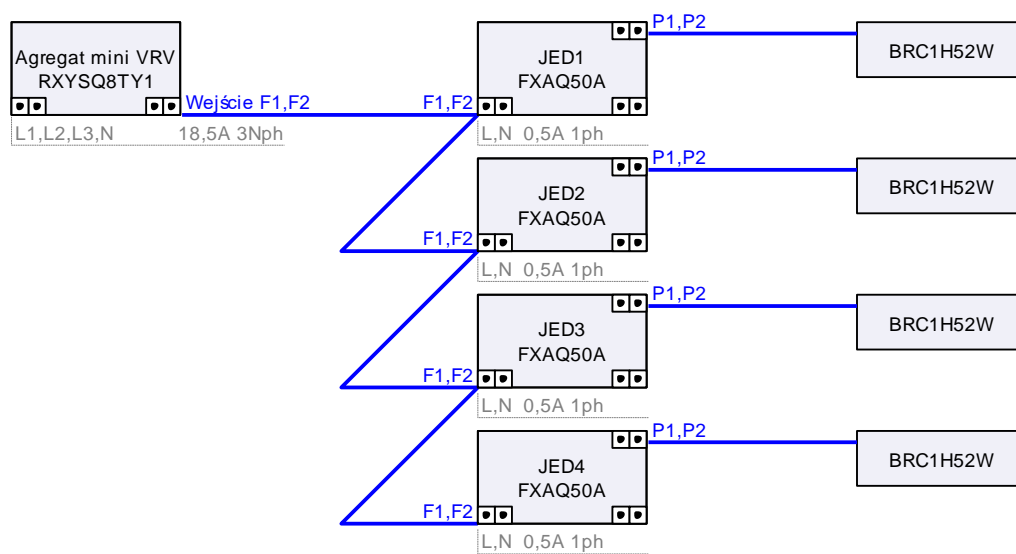 Agregat mini VRV
RXYSQ8TY1
Wejście F1,F2
L1,L2,L3,N 18,5A 3Nph
JED1
FXAQ50A
F1,F2
P1,P2
L,N 0,5A 1ph
BRC1H52W
JED2
FXAQ50A
F1,F2
P1,P2
L,N 0,5A 1ph
BRC1H52W
JED3
FXAQ50A
F1,F2
P1,P2
L,N 0,5A 1ph
BRC1H52W
JED4
FXAQ50A
F1,F2
P1,P2
L,N 0,5A 1ph
BRC1H52W